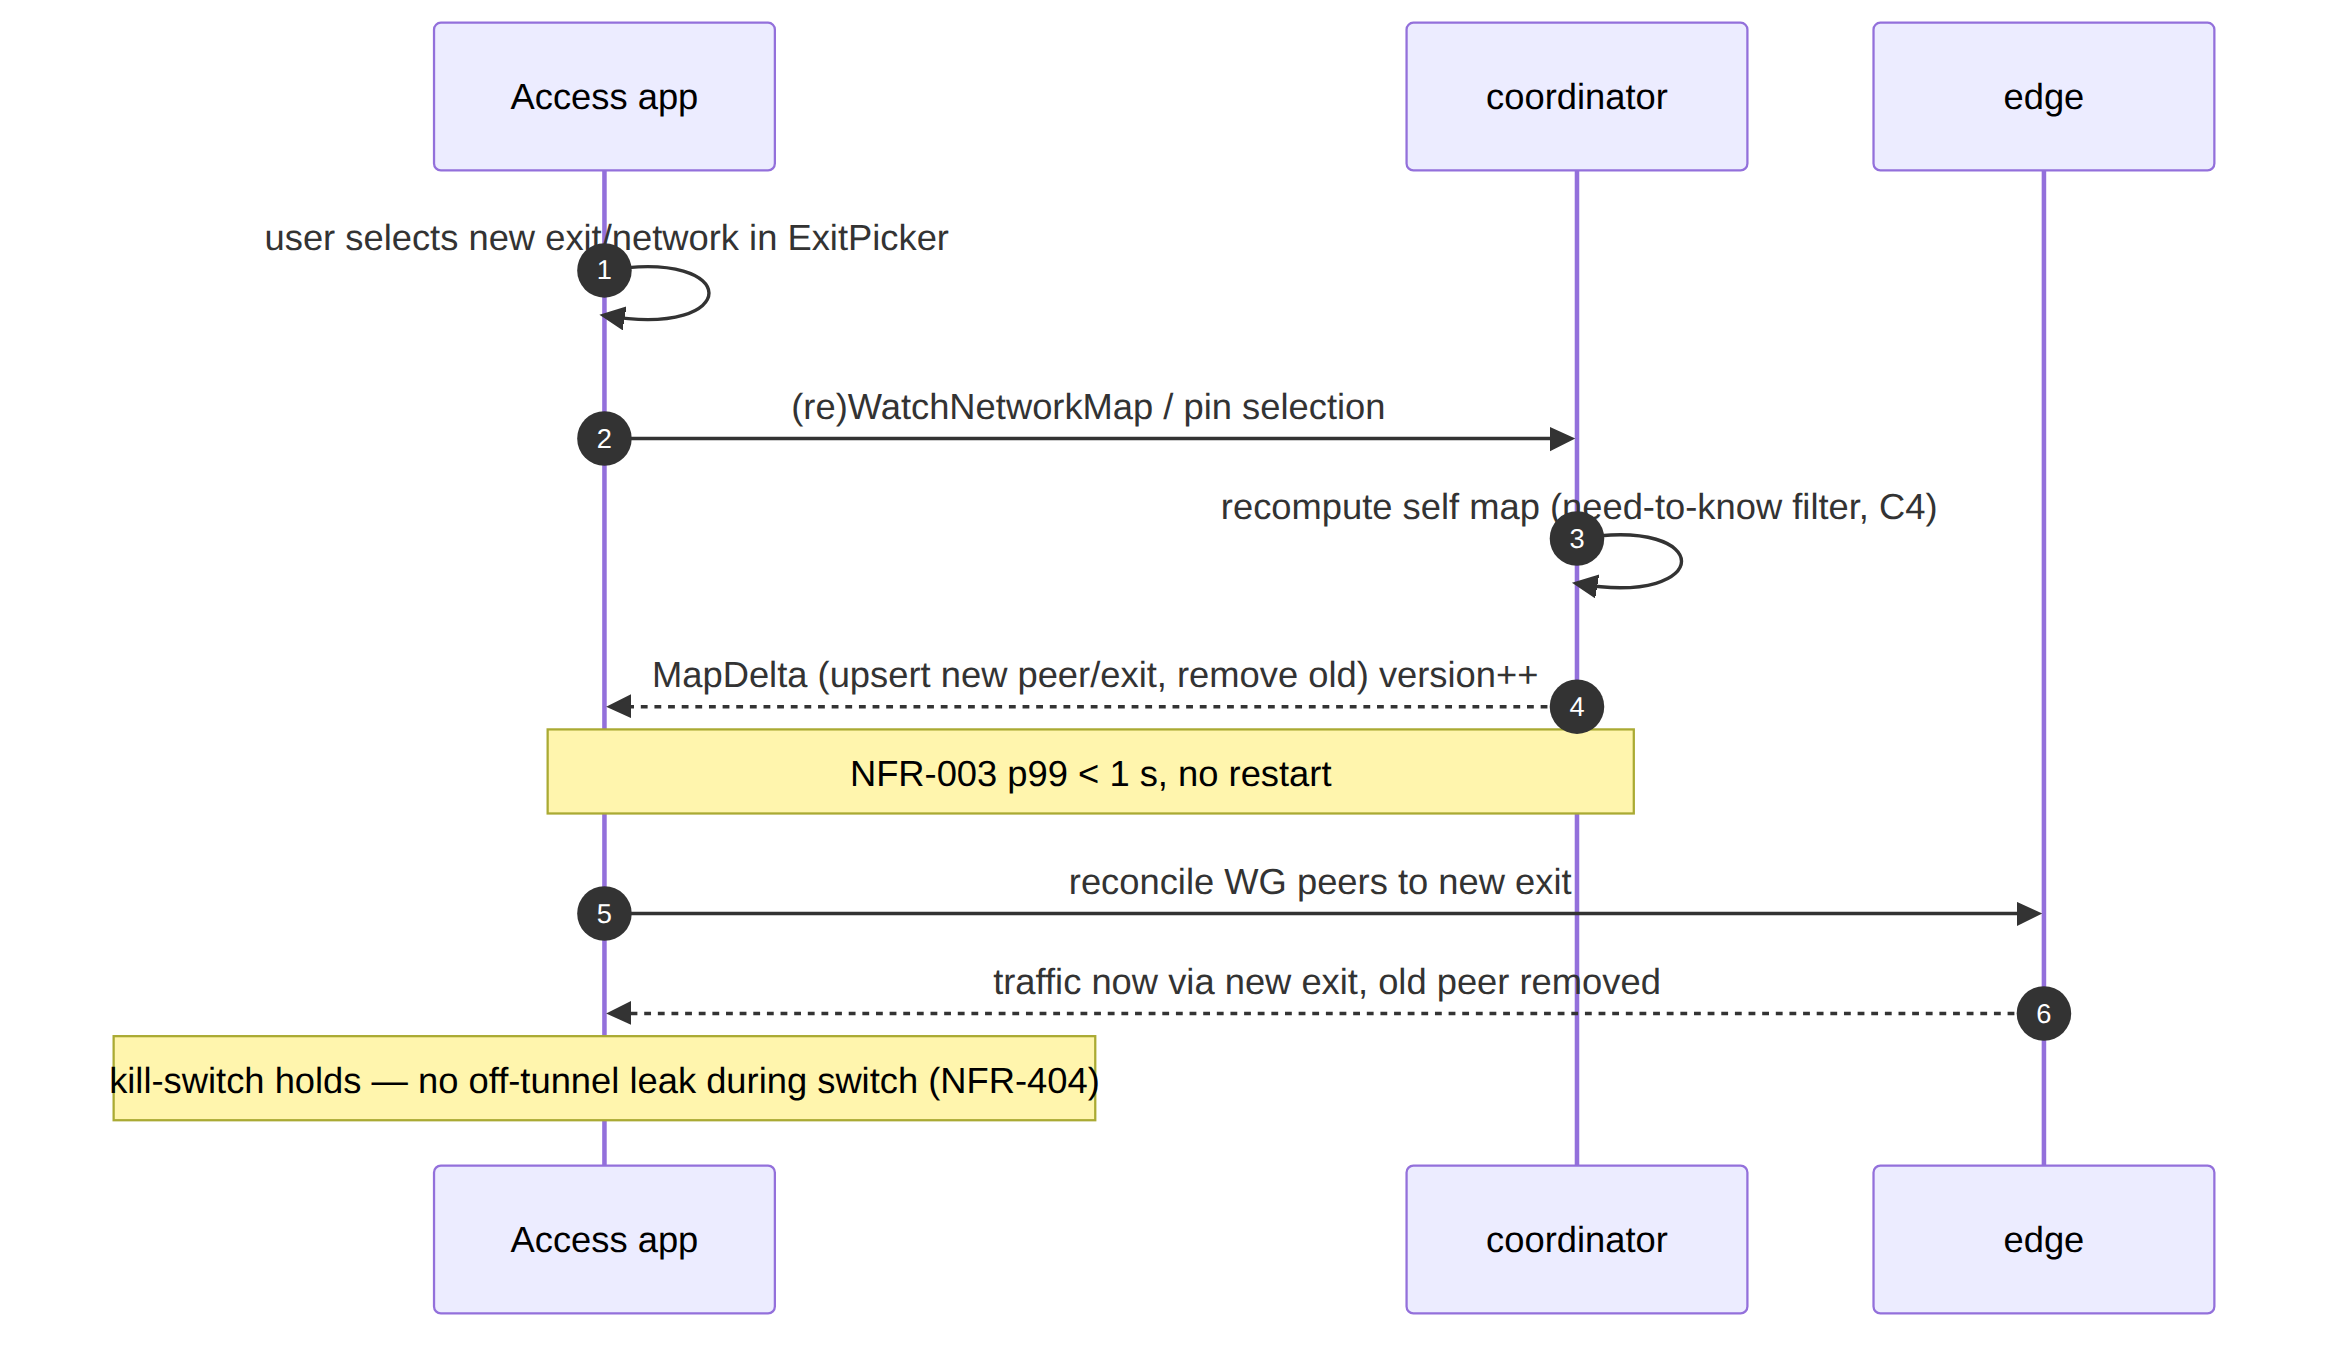 Access app
coordinator
edge
user selects new exit/network in ExitPicker
1
(re)WatchNetworkMap / pin selection
2
recompute self map (need-to-know filter, C4)
3
MapDelta (upsert new peer/exit, remove old) version++
4
NFR-003 p99 < 1 s, no restart
reconcile WG peers to new exit
5
traffic now via new exit, old peer removed
6
kill-switch holds — no off-tunnel leak during switch (NFR-404)
Access app
coordinator
edge